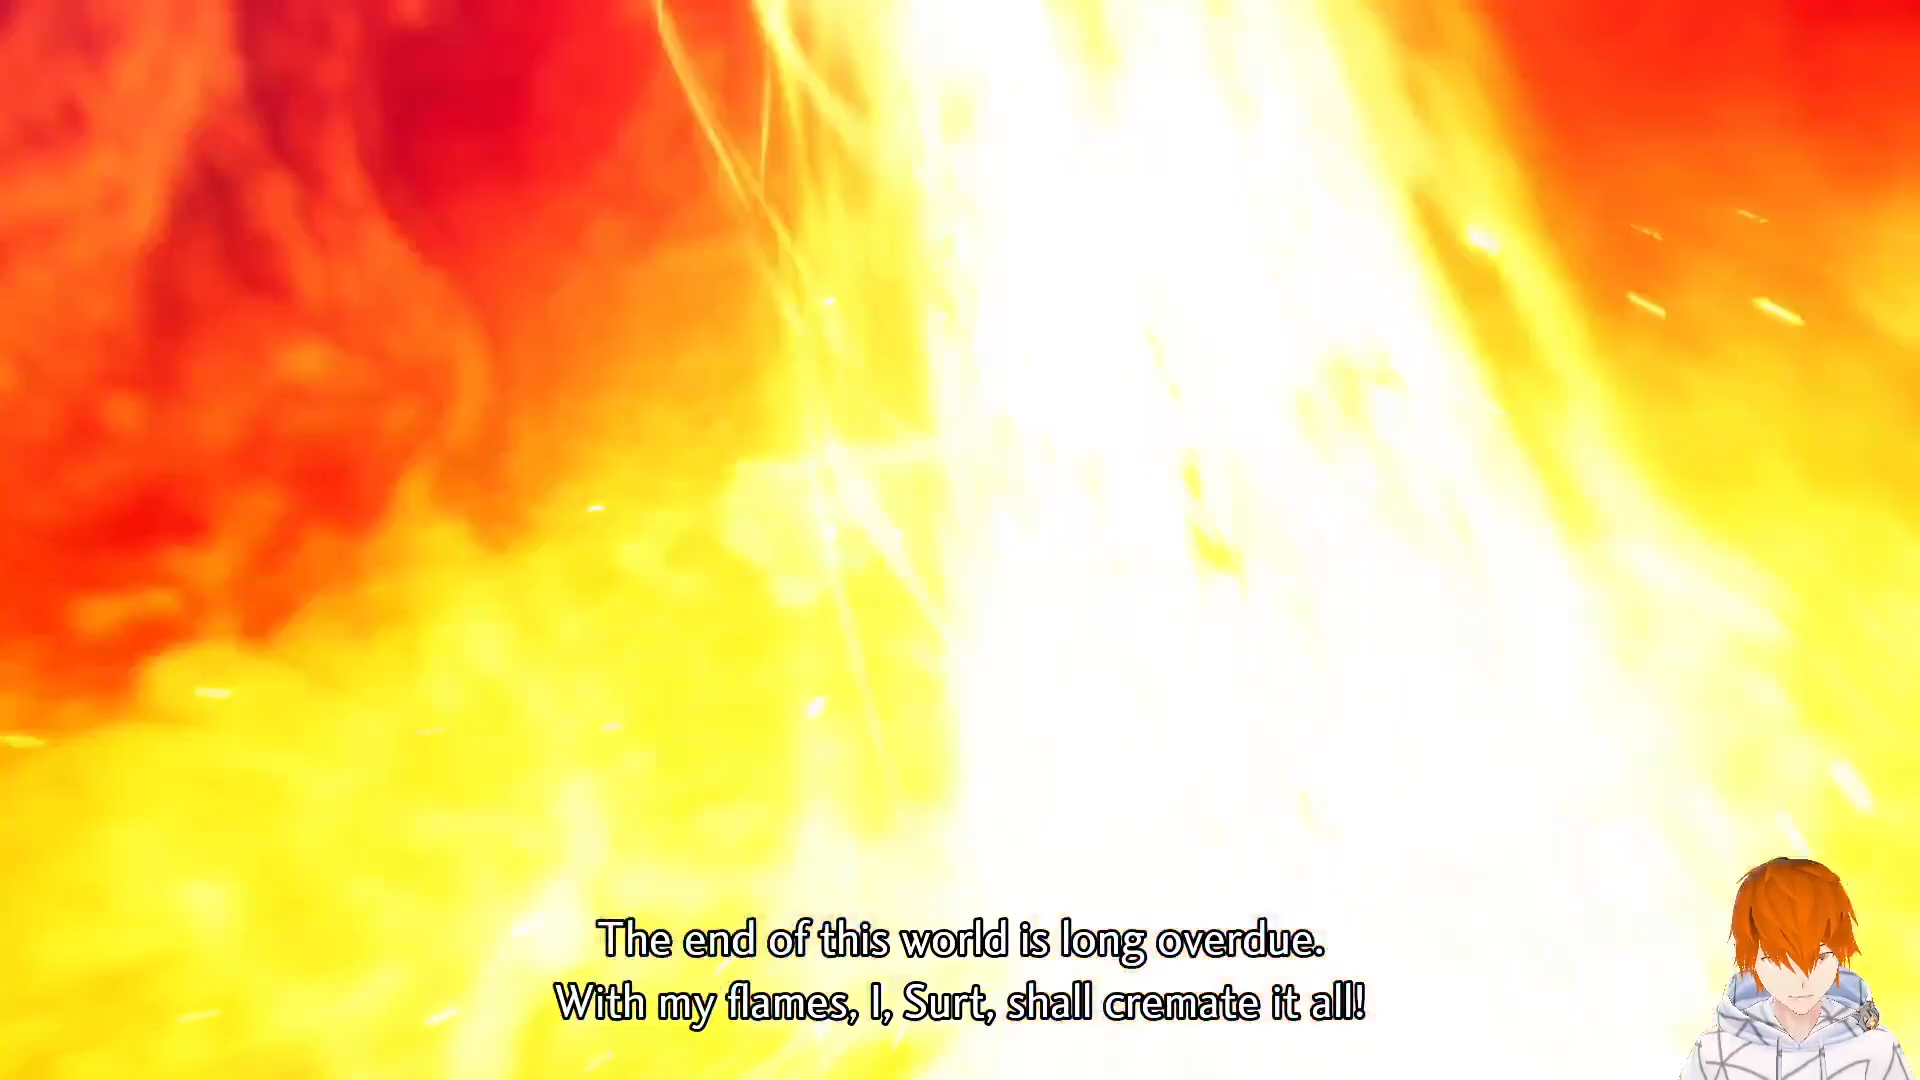 The end of this world is long overdue.
With my flames, I, Surt, shall cremate it all!